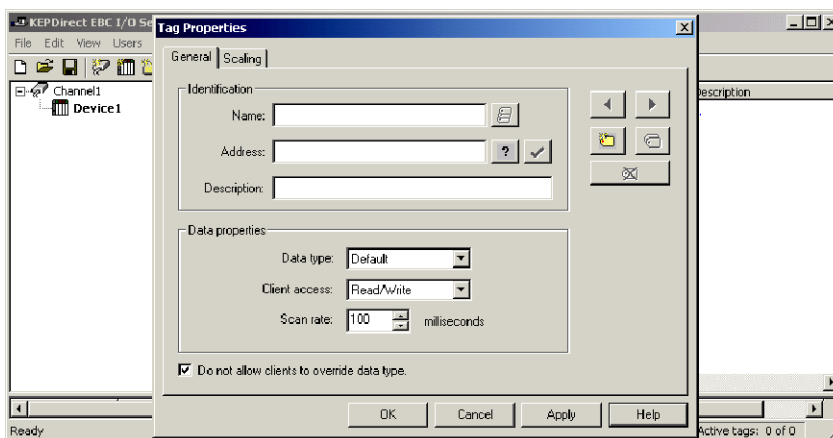 KEPDirect EBC I/O Se
File Edit View Users
Channel1
Device1
Tag Properties
General Scaling
Identification
Name:
Address:
?
Description:
Data properties
Data type: Default
Client access: Read/Write
Scan rate: 100 milliseconds
Do not allow clients to override data type.
OK Cancel Apply Help
Description
Ready
Active tags: 0 of 0